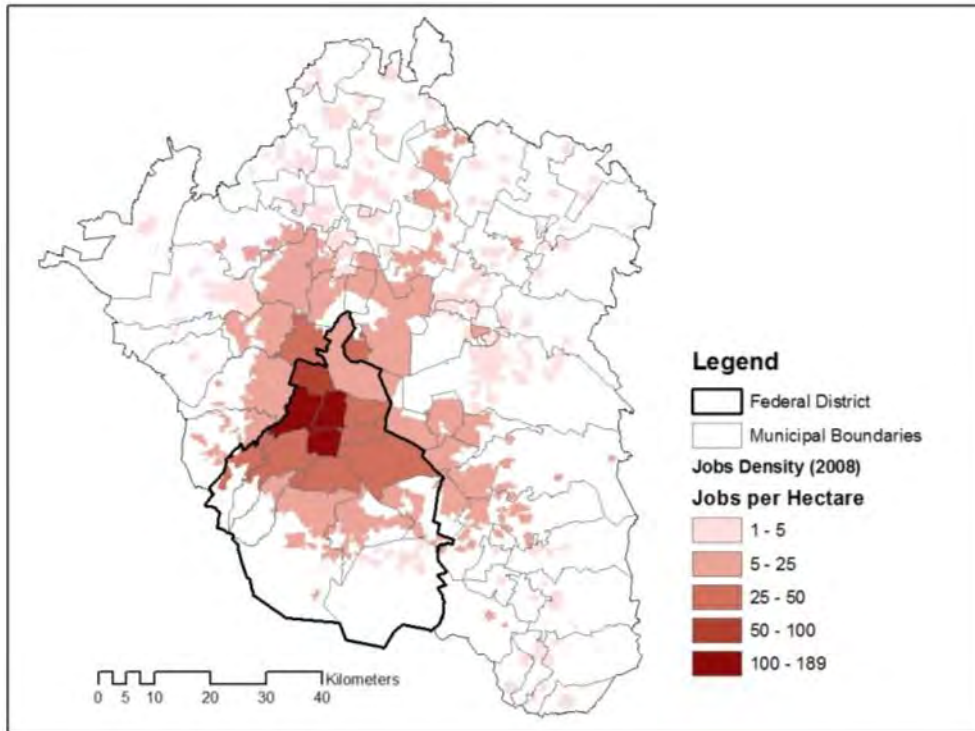 Legend
Federal District
Municipal Boundaries
Jobs Density (2008)
Jobs per Hectare
1 - 5
5 - 25
25 - 50
50 - 100
100 - 189
Kilometers
0 5 10 20 30 40